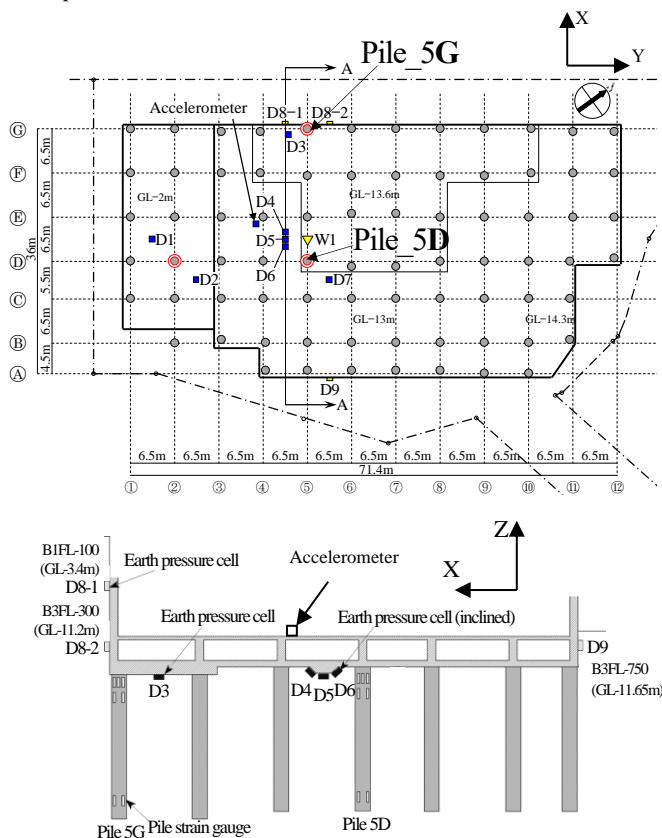 X
Y
A
Pile_5G
Accelerometer
D8-1 D8-2
D3
Ⓖ
Ⓕ
Ⓔ
Ⓓ
Ⓒ
Ⓑ
Ⓐ
6.5m
6.5m
6.5m
5.5m
6.5m
4.5m
36m
GL-2m
GL-13.6m
D4
D5
D6
W1
D1
Pile_5D
D2
D7
GL-13m
GL-14.3m
D9
A
6.5m 6.5m 6.5m 6.5m 6.5m 6.5m 6.5m 6.5m 6.5m 6.5m 6.5m
71.4m
① ② ③ ④ ⑤ ⑥ ⑦ ⑧ ⑨ ⑩ ⑪ ⑫
Z
X
B1FL-100
(GL-3.4m)
D8-1
Earth pressure cell
Accelerometer
B3FL-300
(GL-11.2m)
D8-2
Earth pressure cell
Earth pressure cell (inclined)
D9
B3FL-750
(GL-11.65m)
D3
D4
D5
D6
Pile 5G
Pile strain gauge
Pile 5D